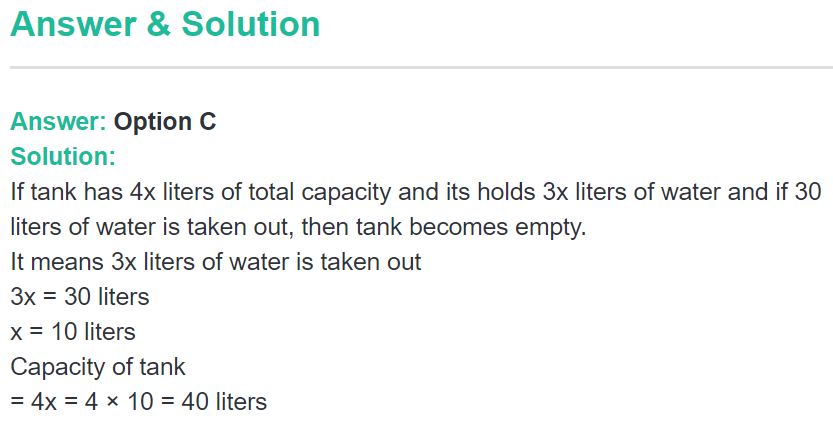 Answer & Solution
Answer: Option C
Solution:
If tank has 4x liters of total capacity and its holds 3x liters of water and if 30
liters of water is taken out, then tank becomes empty.
It means 3x liters of water is taken out
3x = 30 liters
x = 10 liters
Capacity of tank
= 4x = 4 × 10 = 40 liters